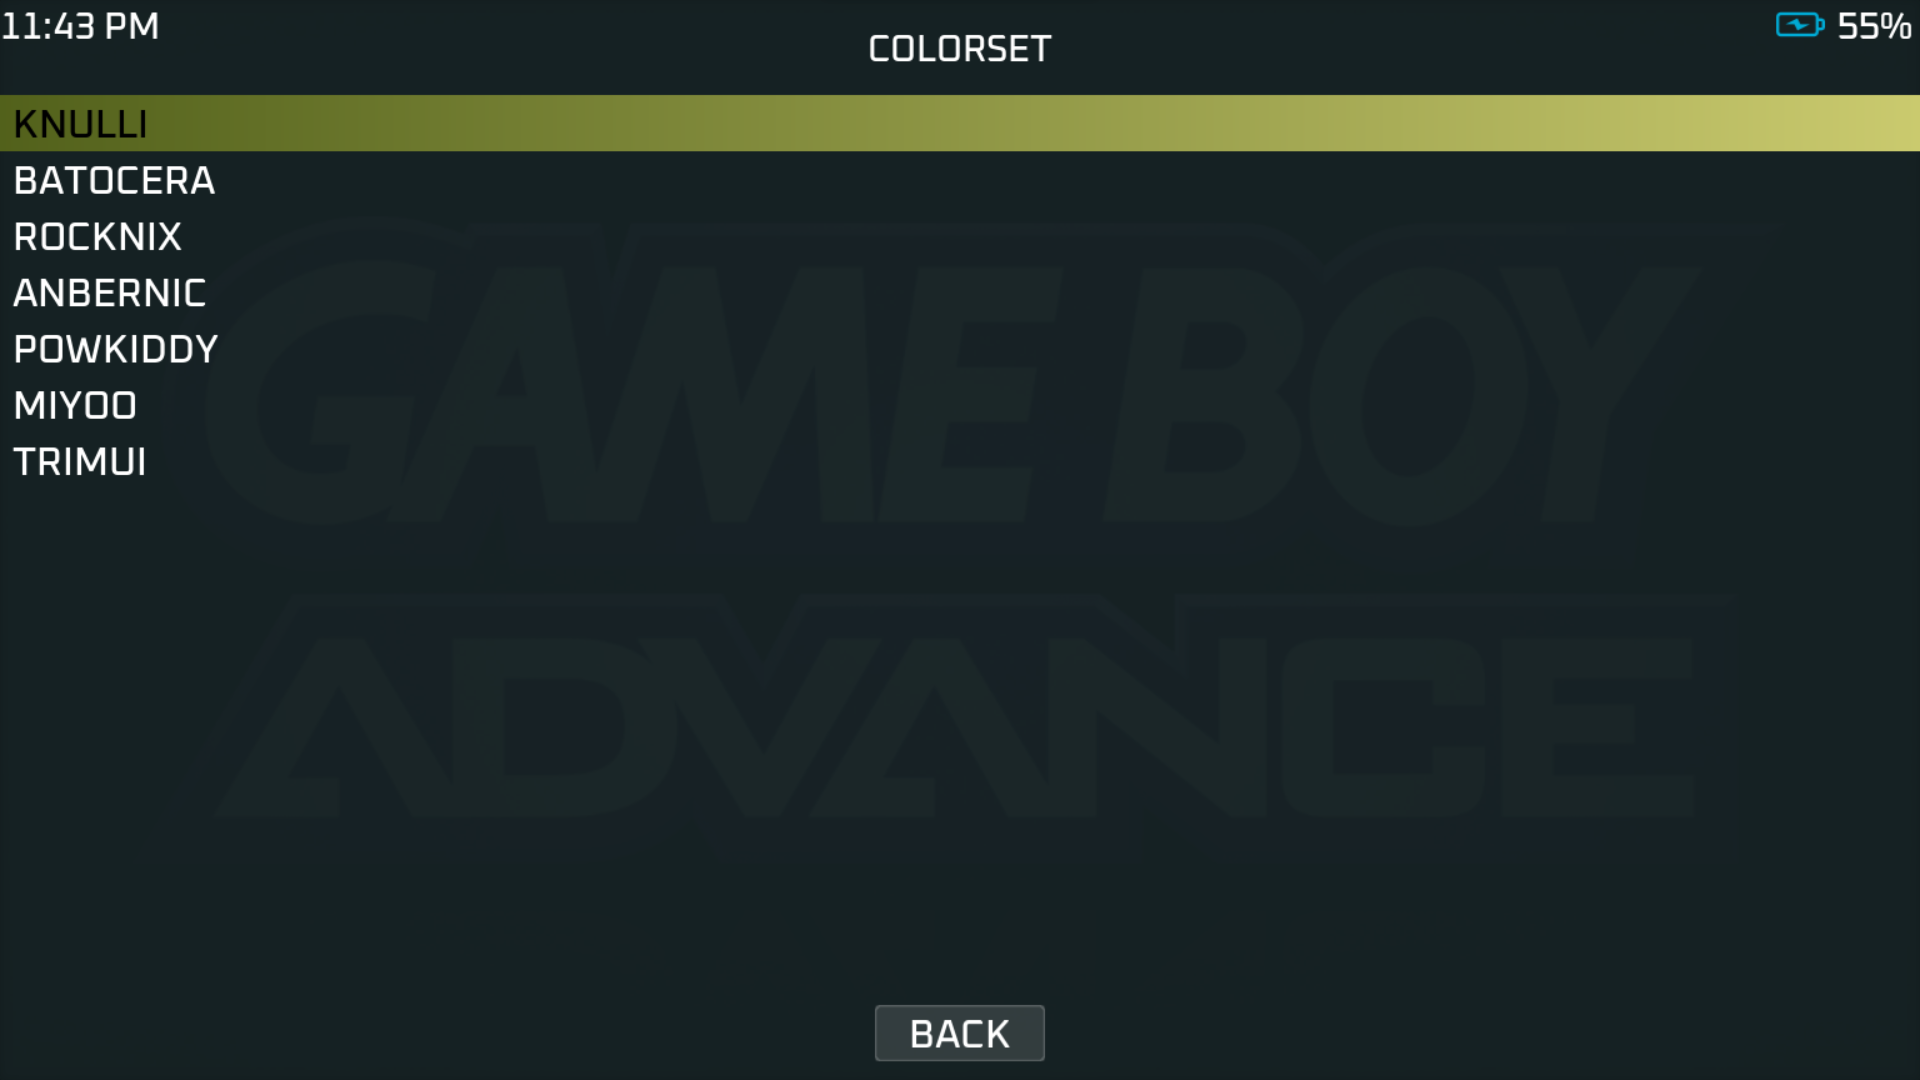 11:43 PM
55%
COLORSET
KNULLI
BATOCERA
ROCKNIX
ANBERNIC
POWKIDDY
MIYOO
TRIMUI
GAME BOY
ADVANCE
BACK